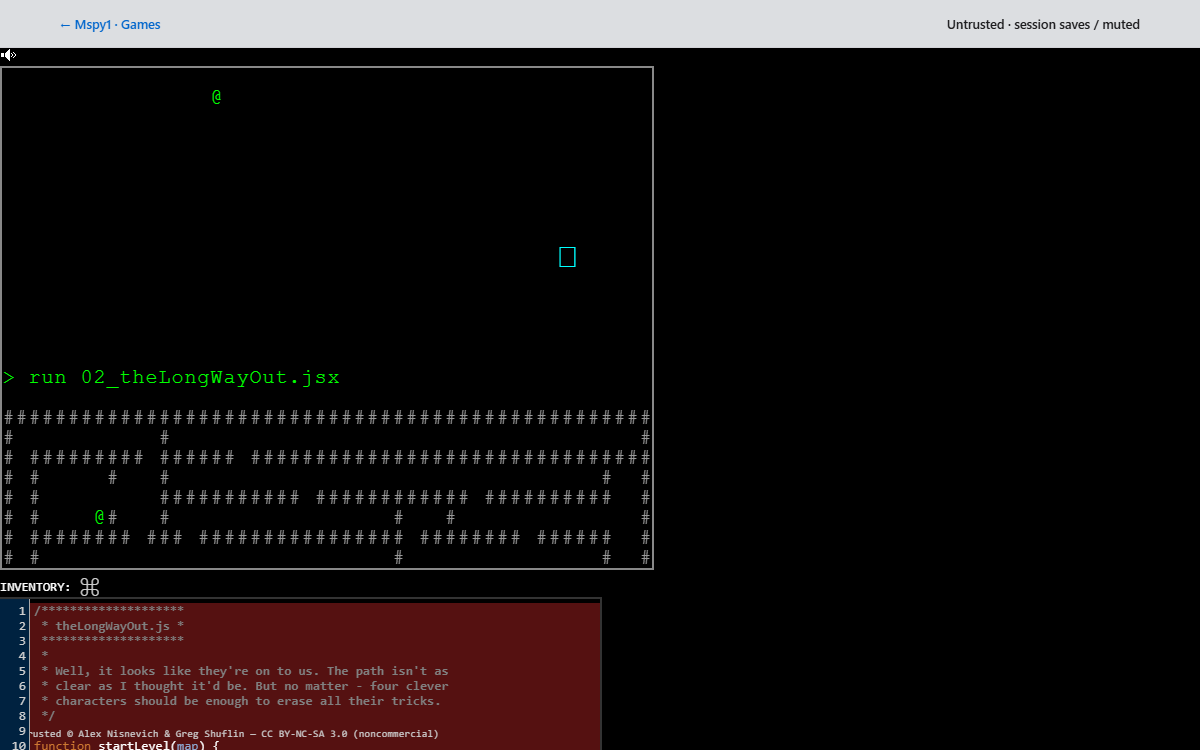 ← Mspy1 · Games
Untrusted · session saves / muted
@
> run 02_theLongWayOut.jsx
##################################################
#           #                                    #
# ######### ###### ###############################
# #     #   #                                 #  #
# #         ########### ############ ##########  #
# #    @#   #                 #   #              #
# ######## ### ################ ######## ######  #
# #                           #               #  #
INVENTORY: ⌘
1 /********************
2 * theLongWayOut.js *
3 ********************
4 *
5 * Well, it looks like they're on to us. The path isn't as
6 * clear as I thought it'd be. But no matter - four clever
7 * characters should be enough to erase all their tricks.
8 */
9
rusted © Alex Nisnevich & Greg Shuflin — CC BY-NC-SA 3.0 (noncommercial)
10 function startLevel(map) {